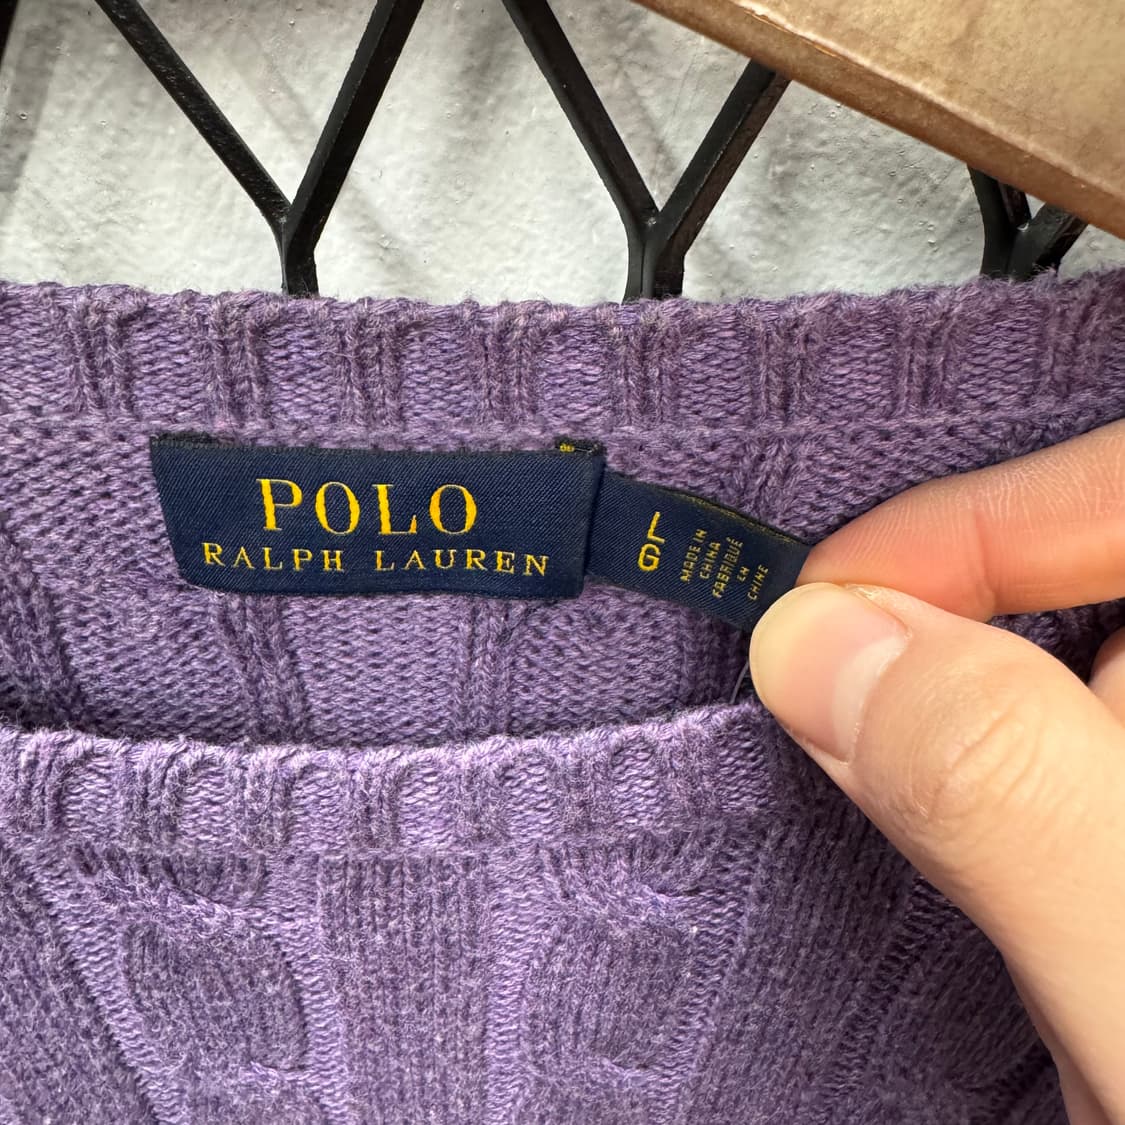 POLO
RALPH LAUREN
L
G
MADE IN
CHINA
FABRIQUÉ
EN
CHINE